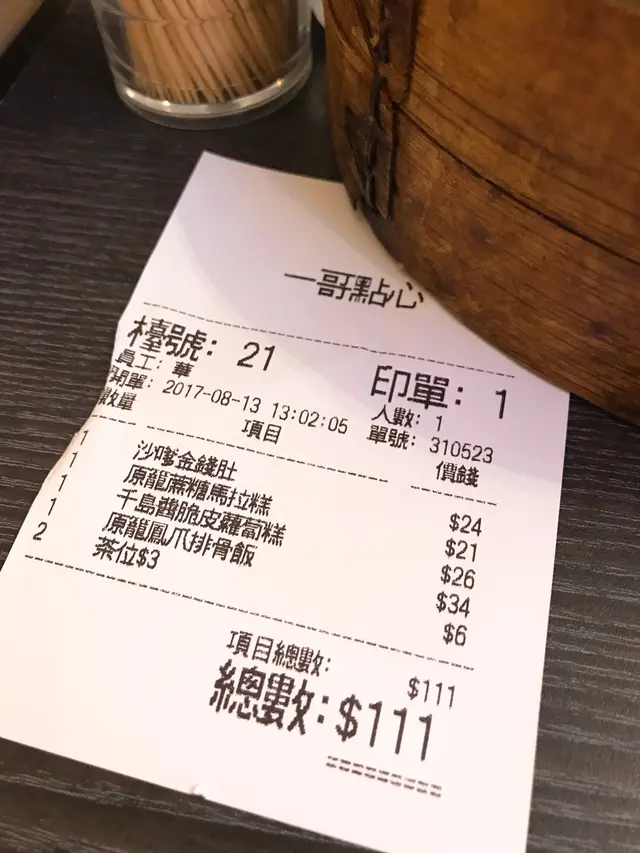 一哥點心
檯號: 21 印單: 1
員工: 華 人數: 1
開單: 2017-08-13 13:02:05 單號: 310523
數量 項目 價錢
1 沙嗲金錢肚 $24
1 原籠蔗糖馬拉糕 $21
1 千島醬脆皮蘿蔔糕 $26
1 原籠鳳爪排骨飯 $34
2 茶位$3 $6
項目總數: $111
總數: $111